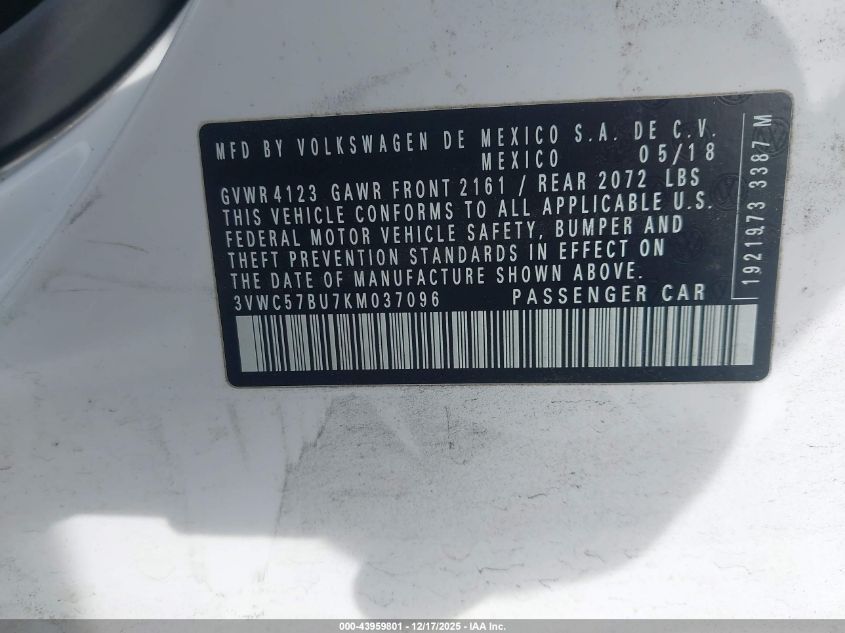 MFD BY VOLKSWAGEN DE MEXICO S.A. DE C.V.
MEXICO 05/18
GVWR 4123 GAWR FRONT 2161 / REAR 2072 LBS
THIS VEHICLE CONFORMS TO ALL APPLICABLE U.S.
FEDERAL MOTOR VEHICLE SAFETY, BUMPER AND
THEFT PREVENTION STANDARDS IN EFFECT ON
THE DATE OF MANUFACTURE SHOWN ABOVE.
3VWC57BU7KM037096 PASSENGER CAR
1921973 3387 M
000-43959801 - 12/17/2025 - IAA Inc.